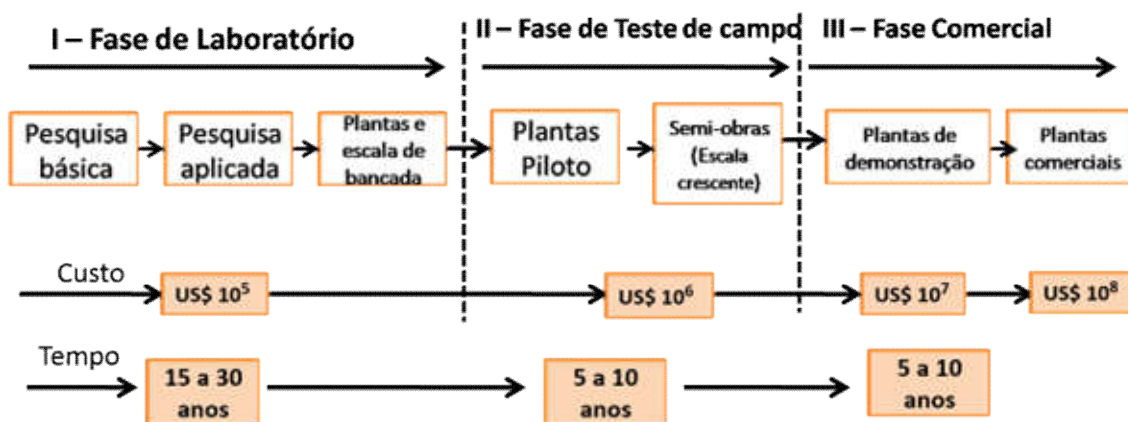 I – Fase de Laboratório
II – Fase de Teste de campo
III – Fase Comercial
Pesquisa
básica
Pesquisa
aplicada
Plantas e
escala de
bancada
Plantas
Piloto
Semi-obras
(Escala
crescente)
Plantas de
demonstração
Plantas
comerciais
Custo
US$ 10⁵
US$ 10⁶
US$ 10⁷
US$ 10⁸
Tempo
15 a 30
anos
5 a 10
anos
5 a 10
anos